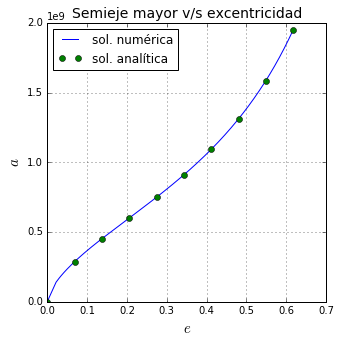 Semieje mayor v/s excentricidad
1e9
2.0
1.5
1.0
0.5
0.0
a
sol. numérica
sol. analítica
0.0 0.1 0.2 0.3 0.4 0.5 0.6 0.7
e